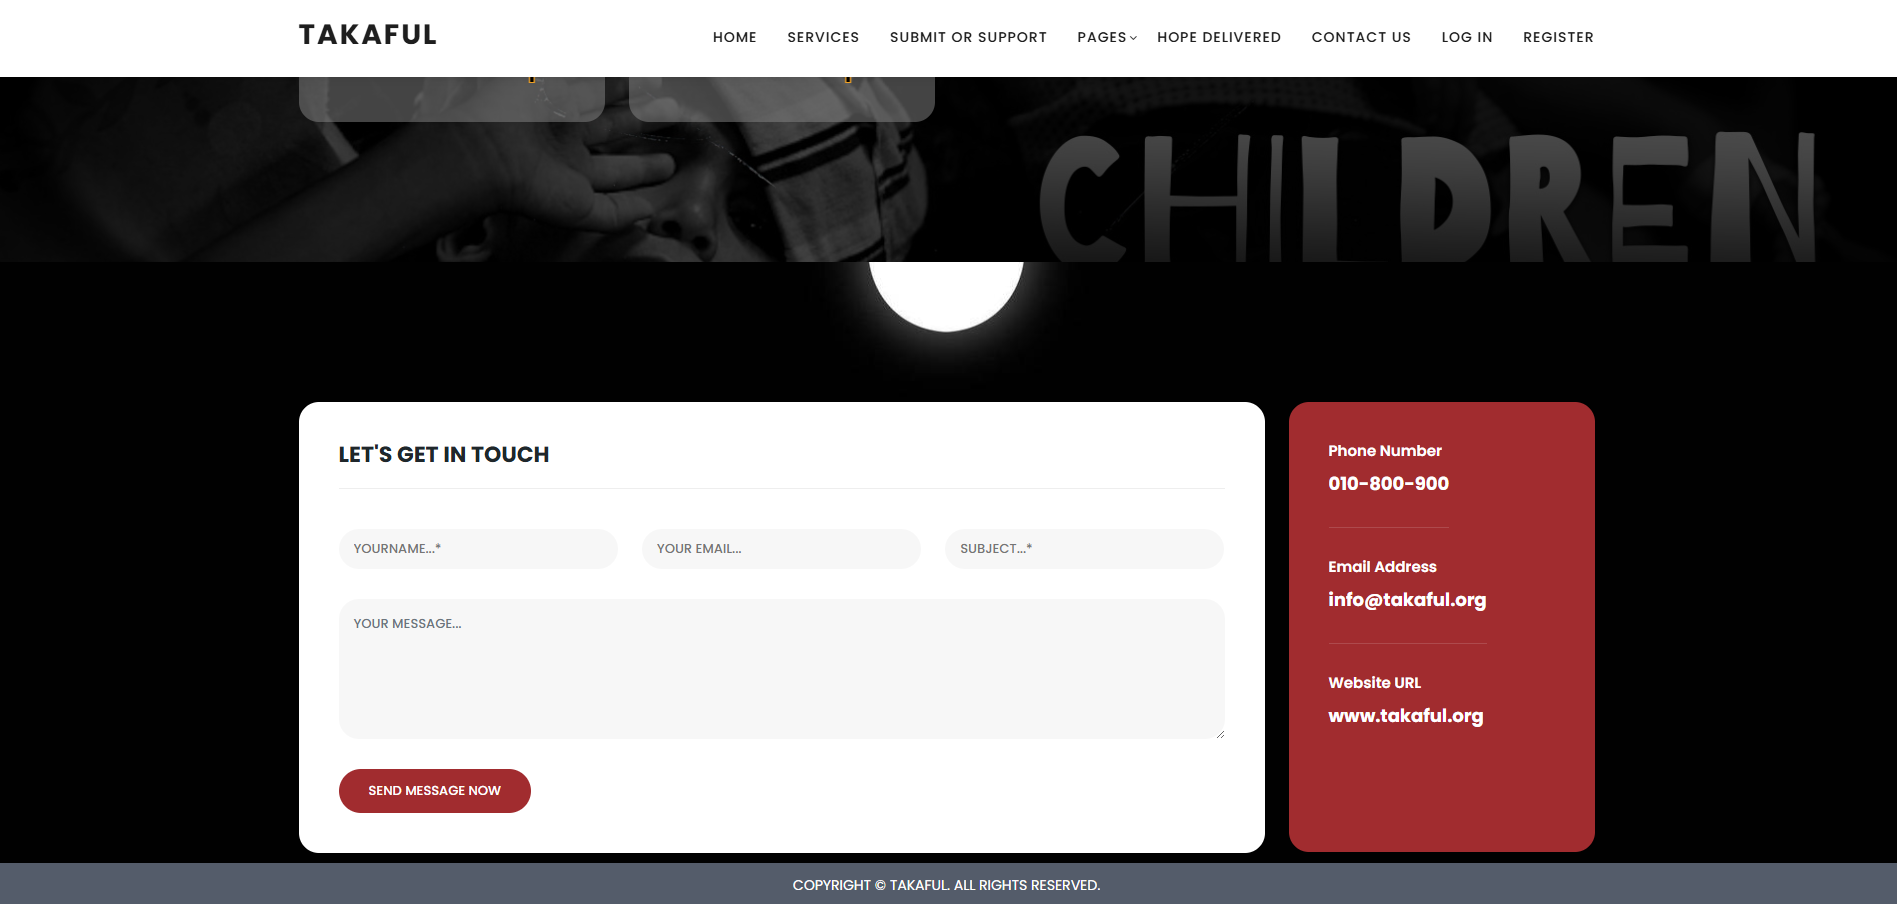 TAKAFUL
HOME SERVICES SUBMIT OR SUPPORT PAGES HOPE DELIVERED CONTACT US LOG IN REGISTER
CHILDREN
LET'S GET IN TOUCH
YOURNAME...* YOUR EMAIL... SUBJECT...*
YOUR MESSAGE...
SEND MESSAGE NOW
Phone Number
010-800-900
Email Address
info@takaful.org
Website URL
www.takaful.org
COPYRIGHT © TAKAFUL. ALL RIGHTS RESERVED.